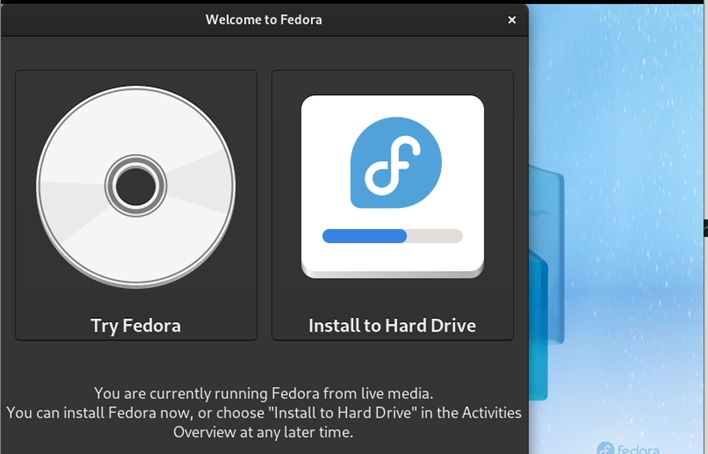 Welcome to Fedora
Try Fedora
Install to Hard Drive
You are currently running Fedora from live media.
You can install Fedora now, or choose "Install to Hard Drive" in the Activities
Overview at any later time.
fedora